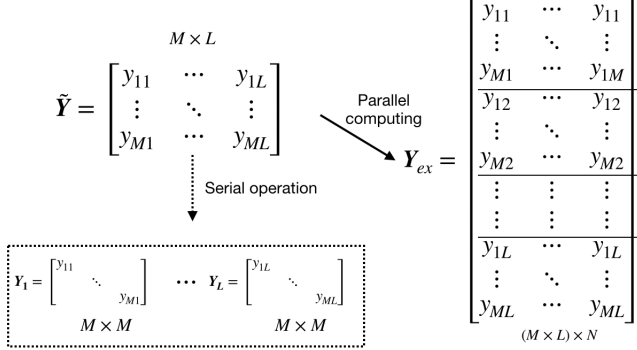 M × L
Ỹ = [ y11 ⋯ y1L
⋮ ⋱ ⋮
yM1 ⋯ yML ]
Parallel
computing
Serial operation
Y1 = [ y11
⋱
yM1 ]
M × M
⋯
YL = [ y1L
⋱
yML ]
M × M
Yex = [ y11 ⋯ y11
⋮ ⋱ ⋮
yM1 ⋯ y1M
y12 ⋯ y12
⋮ ⋱ ⋮
yM2 ⋯ yM2
⋮ ⋮ ⋮
⋮ ⋮ ⋮
y1L ⋯ y1L
⋮ ⋱ ⋮
yML ⋯ yML ]
(M × L) × N